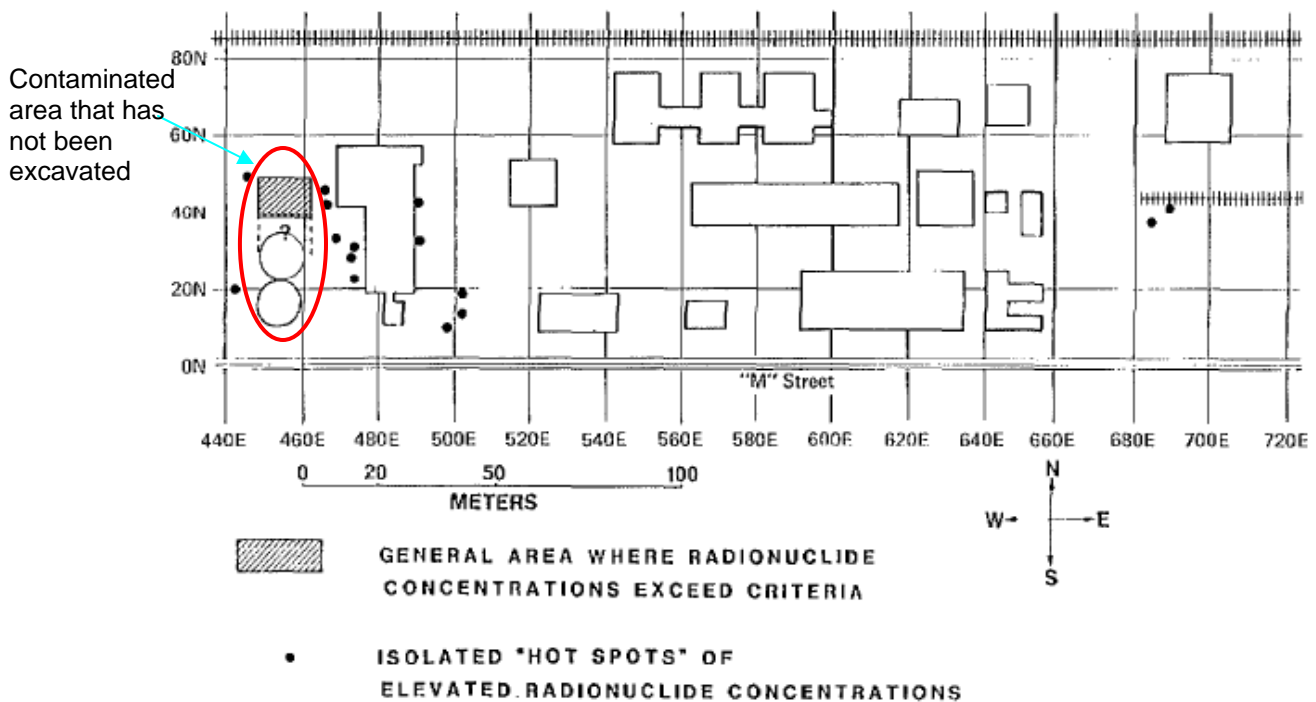 Contaminated
area that has
not been
excavated
80N
60N
40N
?
20N
0N
"M" Street
440E 460E 480E 500E 520E 540E 560E 580E 600E 620E 640E 660E 680E 700E 720E
0 20 50 100
METERS
N
W E
S
GENERAL AREA WHERE RADIONUCLIDE
CONCENTRATIONS EXCEED CRITERIA
ISOLATED "HOT SPOTS" OF
ELEVATED RADIONUCLIDE CONCENTRATIONS